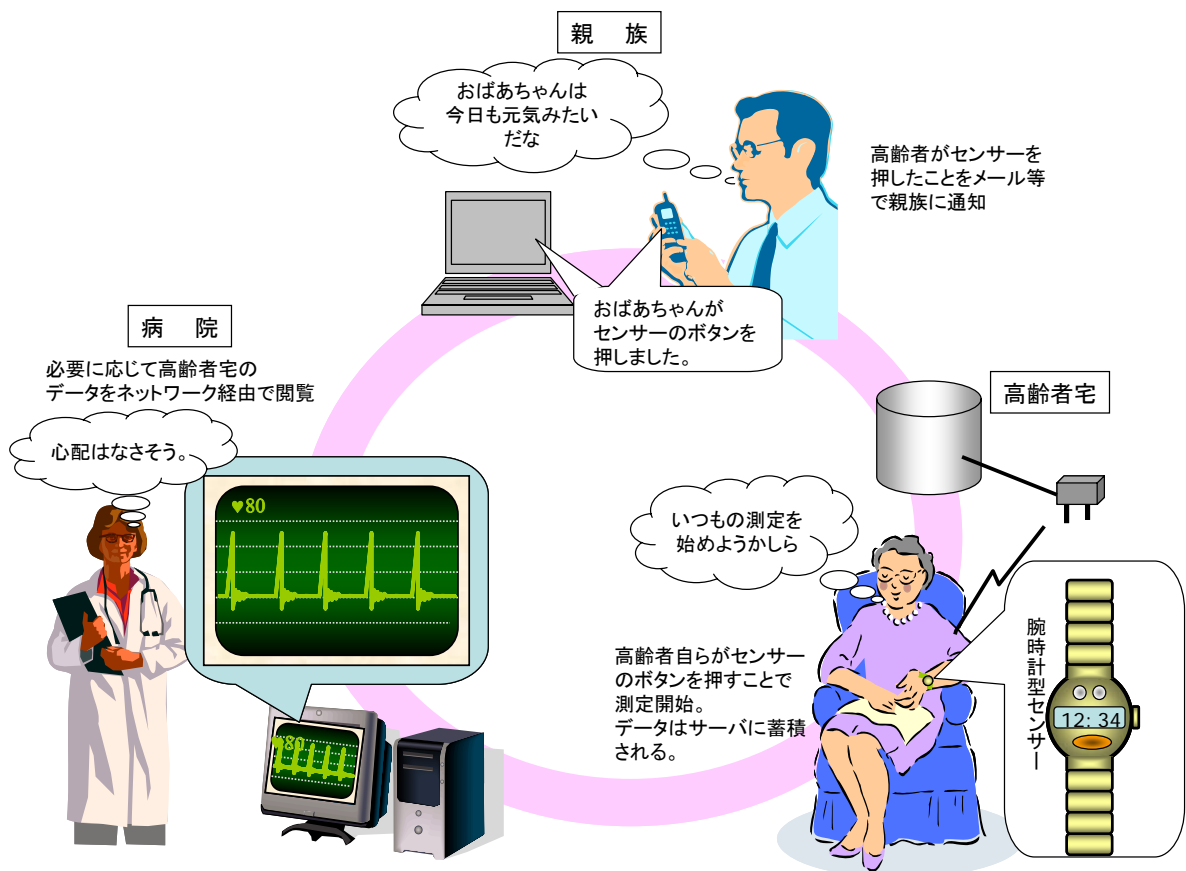 親　族
おばあちゃんは
今日も元気みたい
だな
高齢者がセンサーを
押したことをメール等
で親族に通知
おばあちゃんが
センサーのボタンを
押しました。
病　院
必要に応じて高齢者宅の
データをネットワーク経由で閲覧
心配はなさそう。
♥80
♥80
高齢者宅
いつもの測定を
始めようかしら
高齢者自らがセンサー
のボタンを押すことで
測定開始。
データはサーバに蓄積
される。
腕時計型センサー
12:34